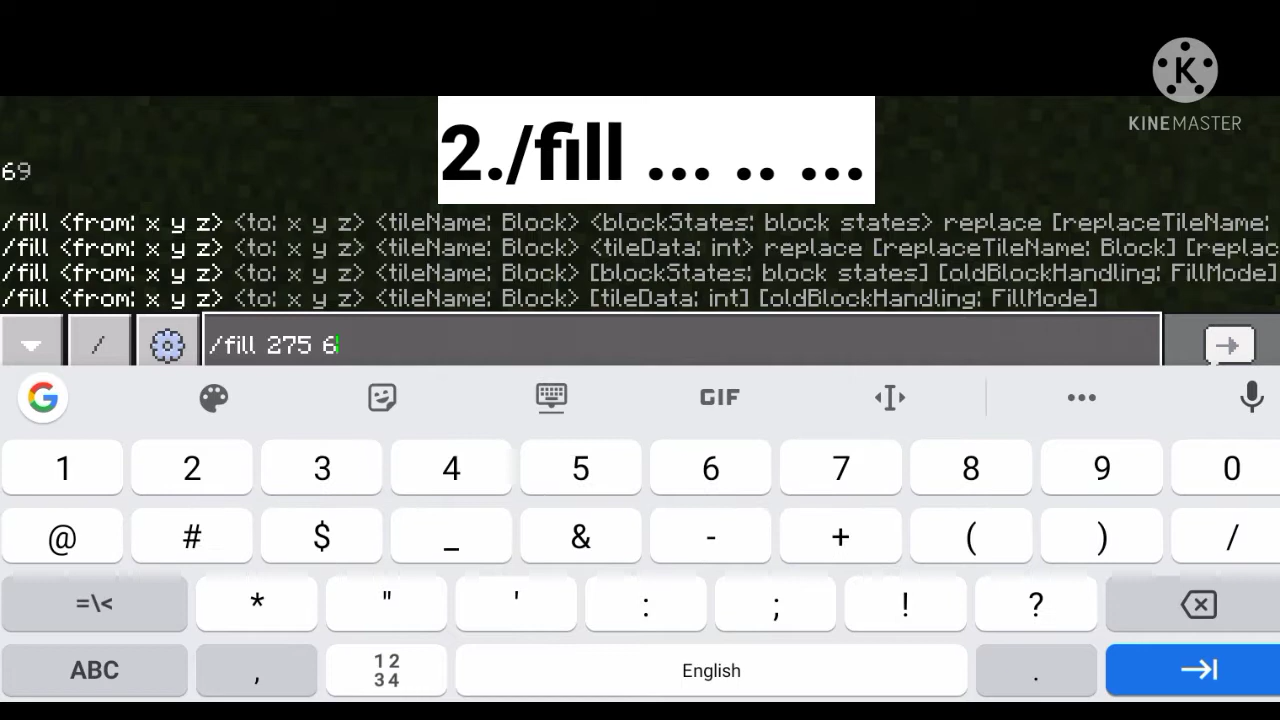 KINEMASTER
2./fill ... .. ...
69
/fill <from: x y z> <to: x y z> <tileName: Block> <blockStates: block states> replace [replaceTileName:
/fill <from: x y z> <to: x y z> <tileName: Block> <tileData: int> replace [replaceTileName: Block] [replac
/fill <from: x y z> <to: x y z> <tileName: Block> [blockStates: block states] [oldBlockHandling: FillMode]
/fill <from: x y z> <to: x y z> <tileName: Block> [tileData: int] [oldBlockHandling: FillMode]
/ /fill 275 6
G GIF ...
1 2 3 4 5 6 7 8 9 0
@ # $ _ & - + ( ) /
=\< * " ' : ; ! ?
ABC , 12 34 English .